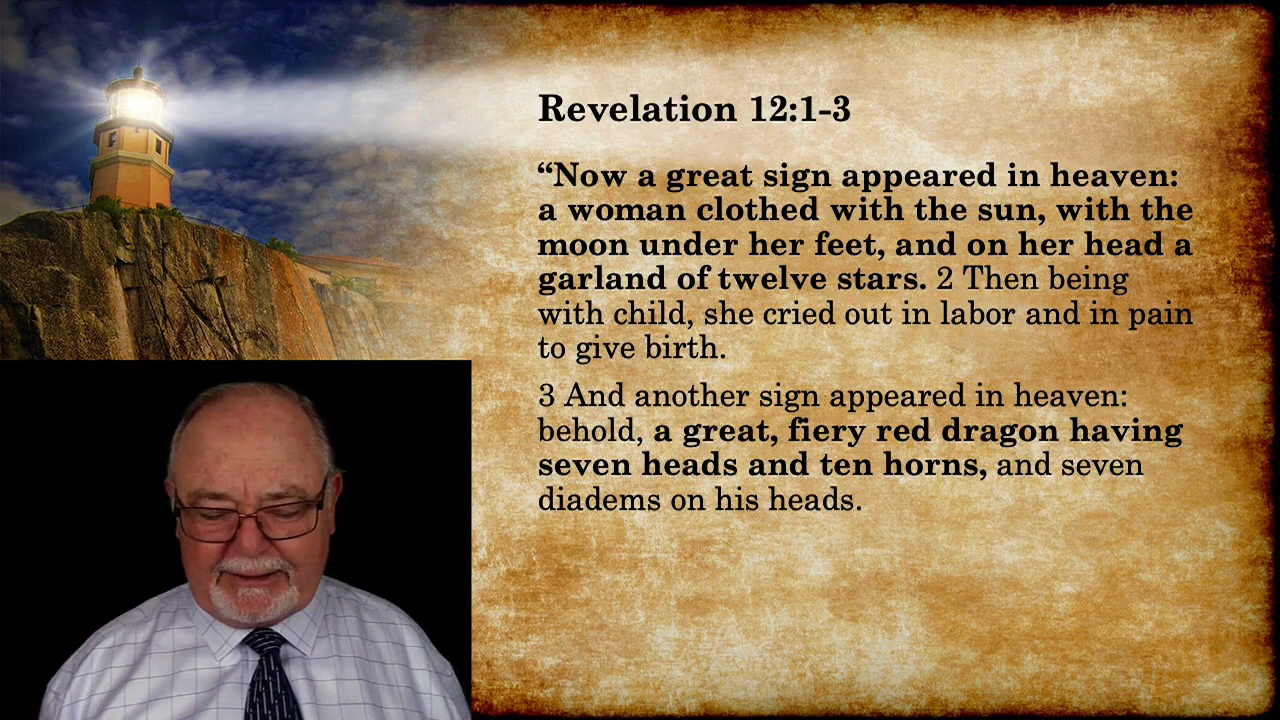 Revelation 12:1-3
“Now a great sign appeared in heaven:
a woman clothed with the sun, with the
moon under her feet, and on her head a
garland of twelve stars. 2 Then being
with child, she cried out in labor and in pain
to give birth.
3 And another sign appeared in heaven:
behold, a great, fiery red dragon having
seven heads and ten horns, and seven
diadems on his heads.